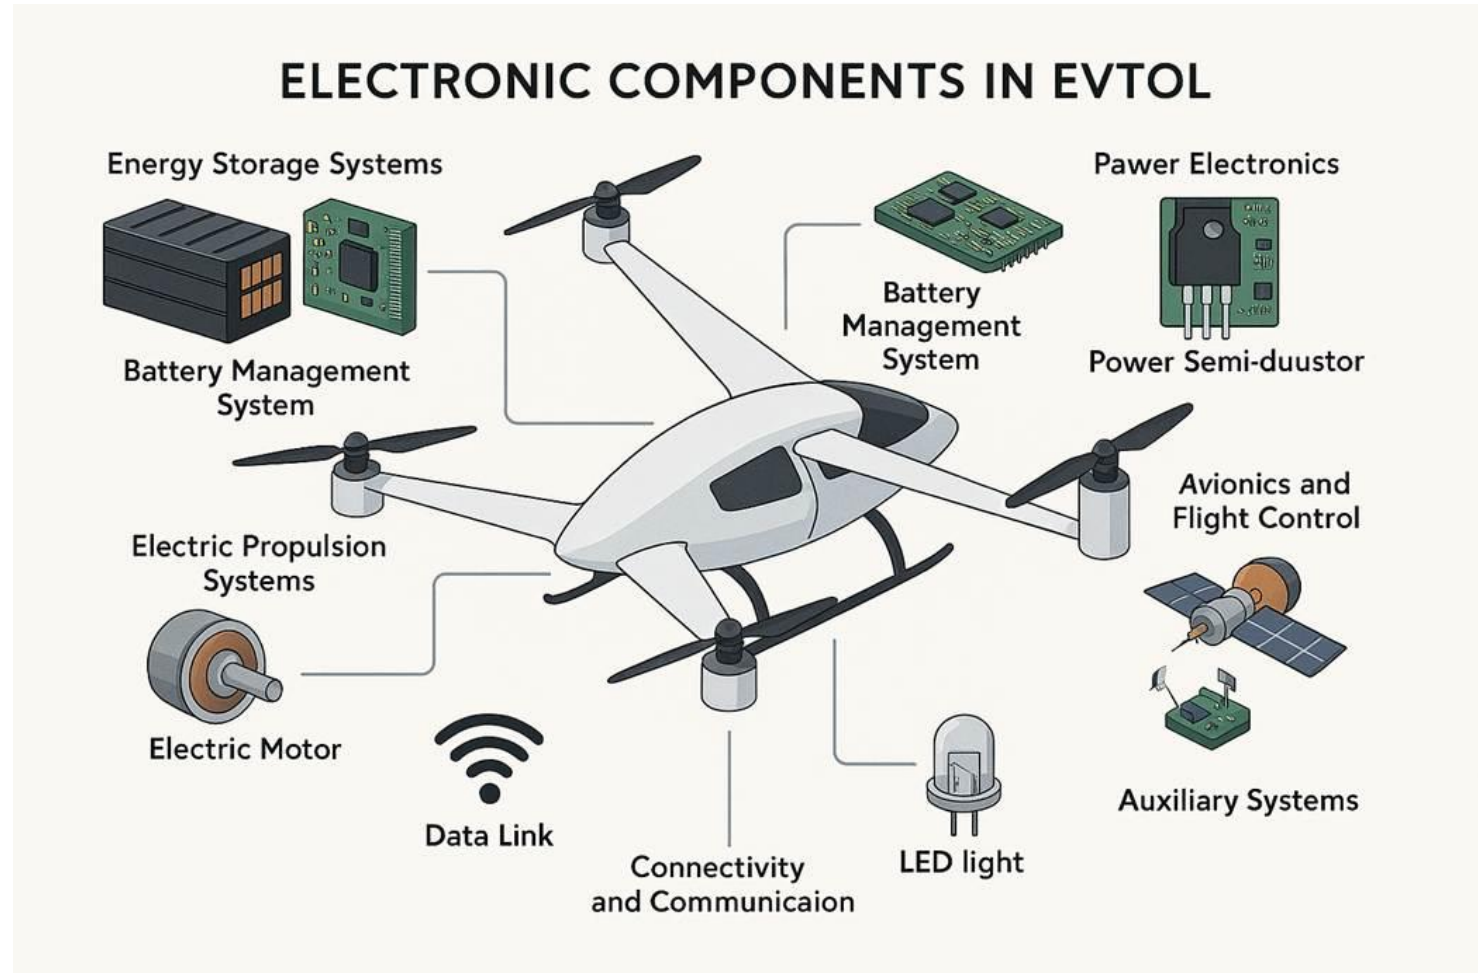 ELECTRONIC COMPONENTS IN EVTOL
Energy Storage Systems
Battery Management
System
Battery
Management
System
Pawer Electronics
Power Semi-duustor
Electric Propulsion
Systems
Electric Motor
Avionics and
Flight Control
Auxiliary Systems
Data Link
Connectivity
and Communicaion
LED light